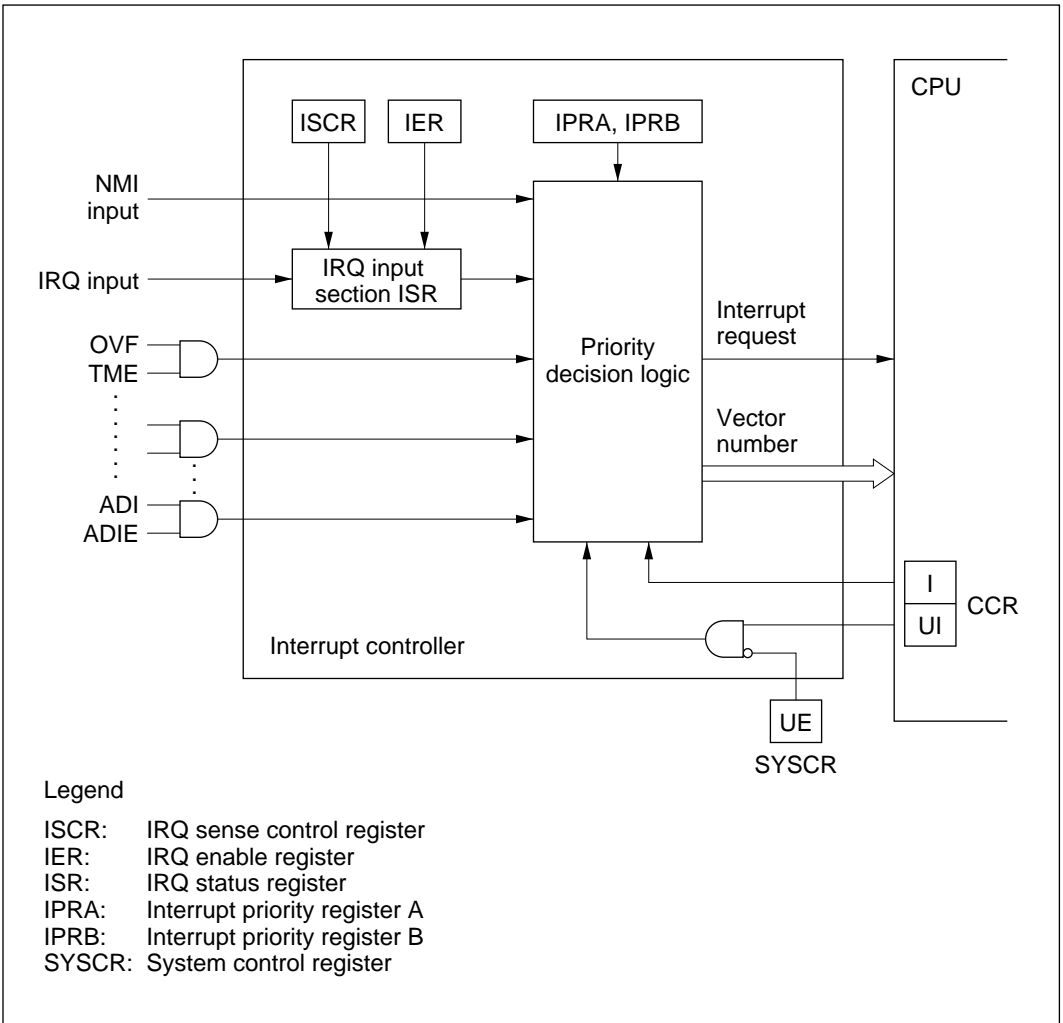 CPU
ISCR
IER
IPRA, IPRB
NMI
input
IRQ input
IRQ input
section ISR
OVF
TME
Priority
decision logic
Interrupt
request
Vector
number
ADI
ADIE
I
UI
CCR
Interrupt controller
UE
SYSCR
Legend
ISCR: IRQ sense control register
IER: IRQ enable register
ISR: IRQ status register
IPRA: Interrupt priority register A
IPRB: Interrupt priority register B
SYSCR: System control register